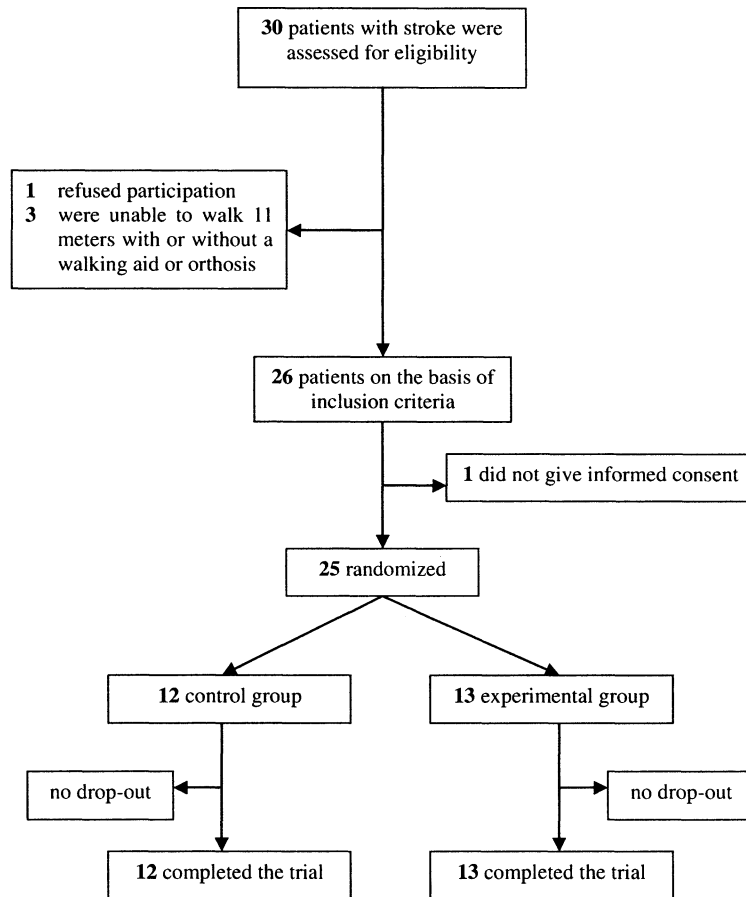 30 patients with stroke were
assessed for eligibility
1 refused participation
3 were unable to walk 11
meters with or without a
walking aid or orthosis
26 patients on the basis of
inclusion criteria
1 did not give informed consent
25 randomized
12 control group
13 experimental group
no drop-out
no drop-out
12 completed the trial
13 completed the trial